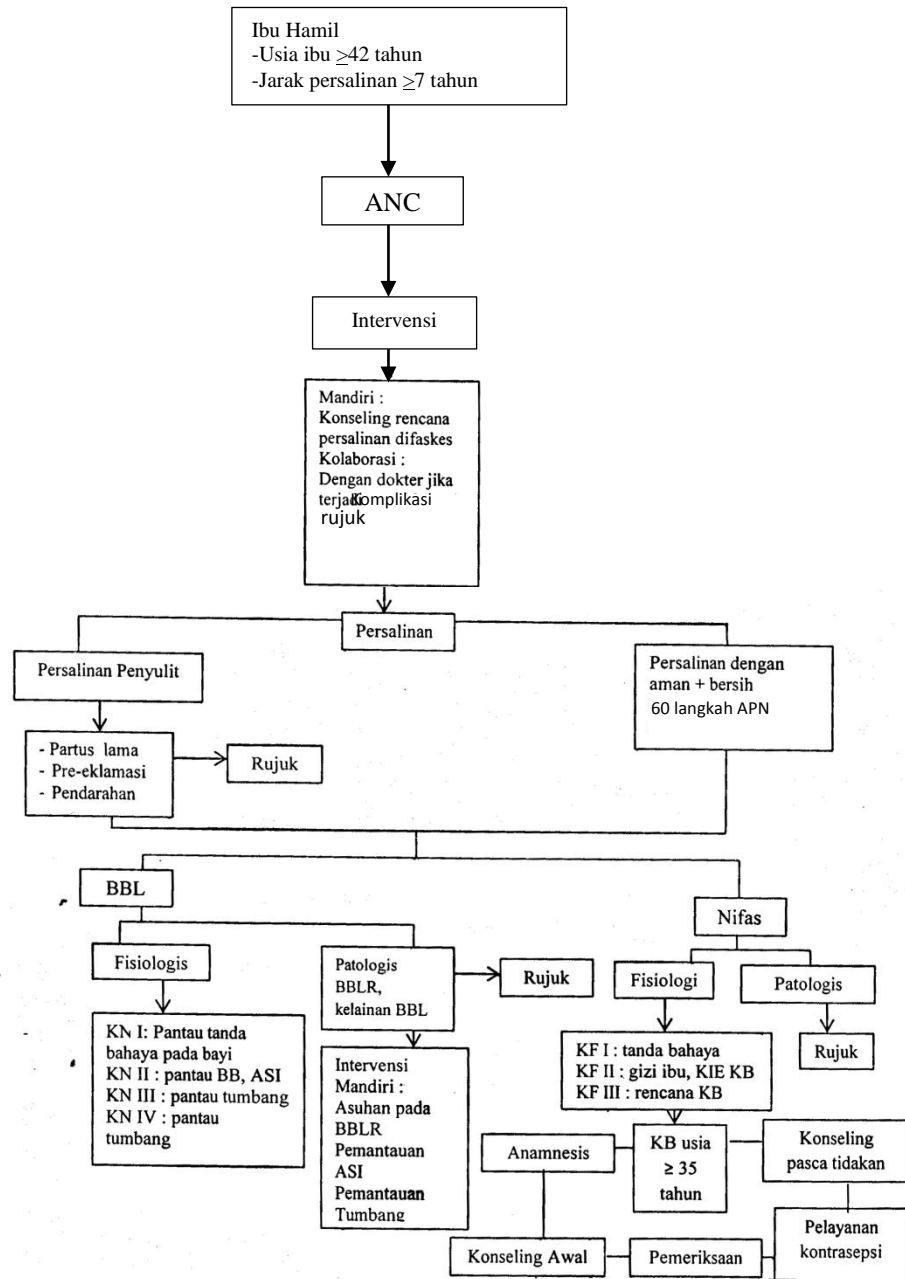 Ibu Hamil
-Usia ibu ≥42 tahun
-Jarak persalinan ≥7 tahun
ANC
Intervensi
Mandiri :
Konseling rencana
persalinan difaskes
Kolaborasi :
Dengan dokter jika
terjadi Komplikasi
rujuk
Persalinan
Persalinan Penyulit
Persalinan dengan
aman + bersih
60 langkah APN
- Partus lama
- Pre-eklamasi
- Pendarahan
Rujuk
BBL
Nifas
Fisiologis
Patologis
BBLR,
kelainan BBL
Rujuk
Fisiologi
Patologis
KN I: Pantau tanda
bahaya pada bayi
KN II : pantau BB, ASI
KN III : pantau tumbang
KN IV : pantau
tumbang
Intervensi
Mandiri :
Asuhan pada
BBLR
Pemantauan
ASI
Pemantauan
Tumbang
KF I : tanda bahaya
KF II : gizi ibu, KIE KB
KF III : rencana KB
Rujuk
Anamnesis
KB usia
≥ 35
tahun
Konseling
pasca tidakan
Konseling Awal
Pemeriksaan
Pelayanan
kontrasepsi